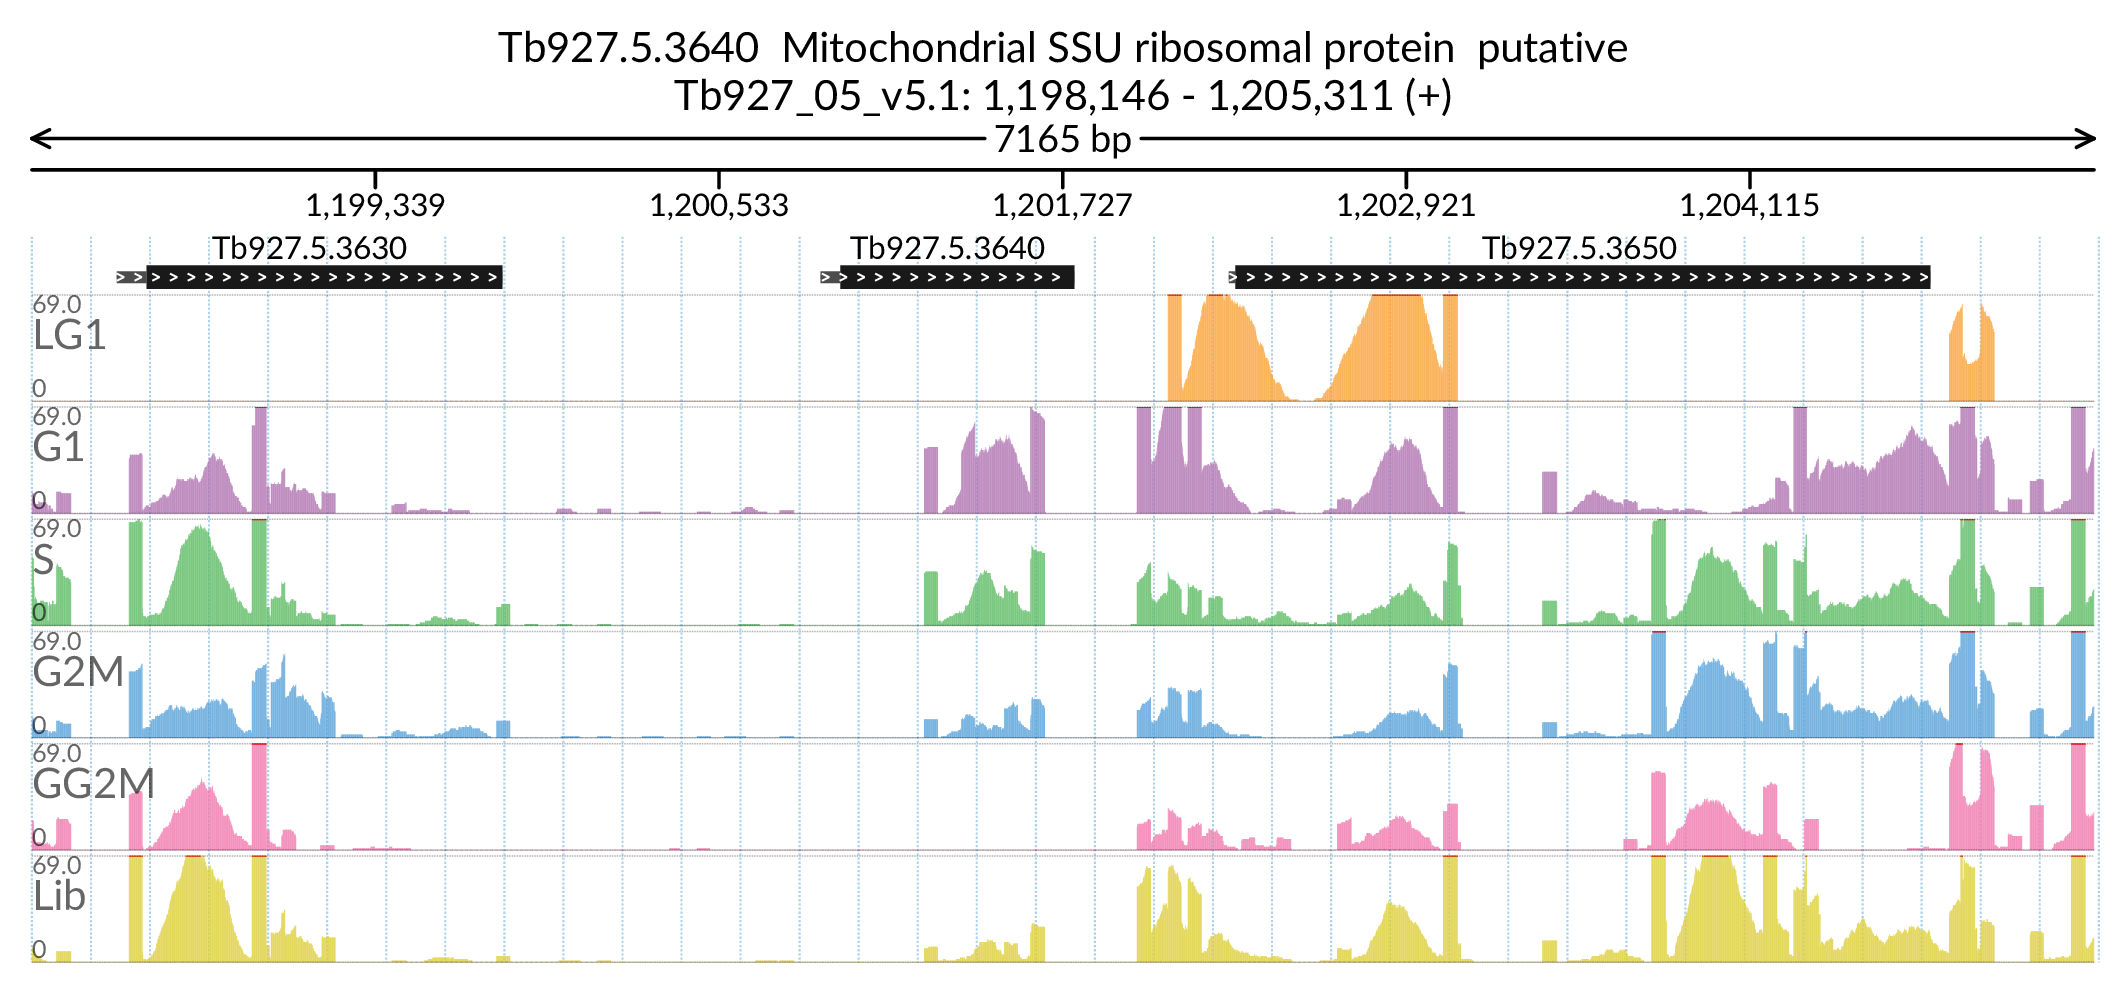 Tb927.5.3640  Mitochondrial SSU ribosomal protein  putative
Tb927_05_v5.1: 1,198,146 - 1,205,311 (+)
7165 bp
1,199,339 1,200,533 1,201,727 1,202,921 1,204,115
Tb927.5.3630 Tb927.5.3640 Tb927.5.3650
69.0
LG1
0
69.0
G1
0
69.0
S
0
69.0
G2M
0
69.0
GG2M
0
69.0
Lib
0